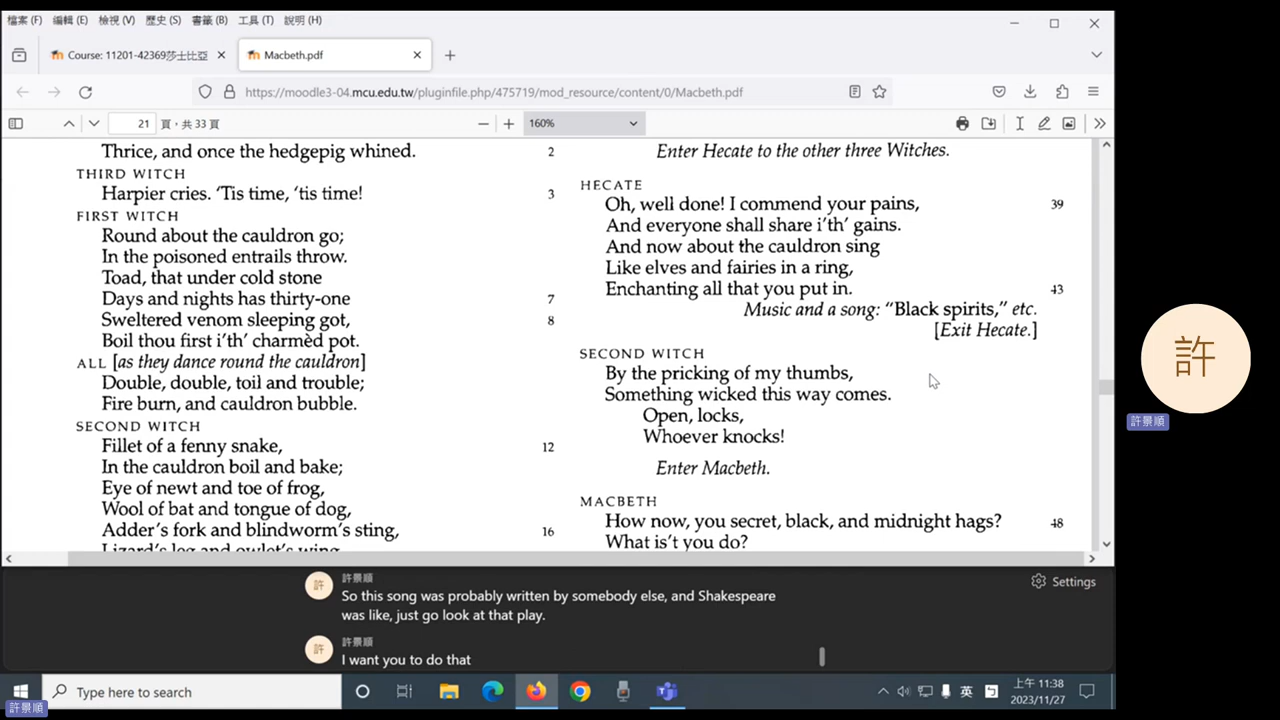 檔案 (F) 編輯 (E) 檢視 (V) 歷史 (S) 書籤 (B) 工具 (T) 說明 (H)
Course: 11201-42369莎士比亞
Macbeth.pdf
https://moodle3-04.mcu.edu.tw/pluginfile.php/475719/mod_resource/content/0/Macbeth.pdf
21 頁，共 33 頁
160%
Thrice, and once the hedgepig whined. 2
THIRD WITCH
Harpier cries. ‘Tis time, ‘tis time! 3
FIRST WITCH
Round about the cauldron go;
In the poisoned entrails throw.
Toad, that under cold stone
Days and nights has thirty-one 7
Sweltered venom sleeping got, 8
Boil thou first i’th’ charmèd pot.
ALL [as they dance round the cauldron]
Double, double, toil and trouble;
Fire burn, and cauldron bubble.
SECOND WITCH
Fillet of a fenny snake, 12
In the cauldron boil and bake;
Eye of newt and toe of frog,
Wool of bat and tongue of dog,
Adder’s fork and blindworm’s sting, 16
Lizard’s leg and owlet’s wing
Enter Hecate to the other three Witches.
HECATE
Oh, well done! I commend your pains, 39
And everyone shall share i’th’ gains.
And now about the cauldron sing
Like elves and fairies in a ring,
Enchanting all that you put in. 43
Music and a song: “Black spirits,” etc.
[Exit Hecate.]
SECOND WITCH
By the pricking of my thumbs,
Something wicked this way comes.
Open, locks,
Whoever knocks!
Enter Macbeth.
MACBETH
How now, you secret, black, and midnight hags? 48
What is’t you do?
許
許景順
許
許景順
So this song was probably written by somebody else, and Shakespeare
was like, just go look at that play.
許
許景順
I want you to do that
Settings
Type here to search
英
上午 11:38
2023/11/27
許景順